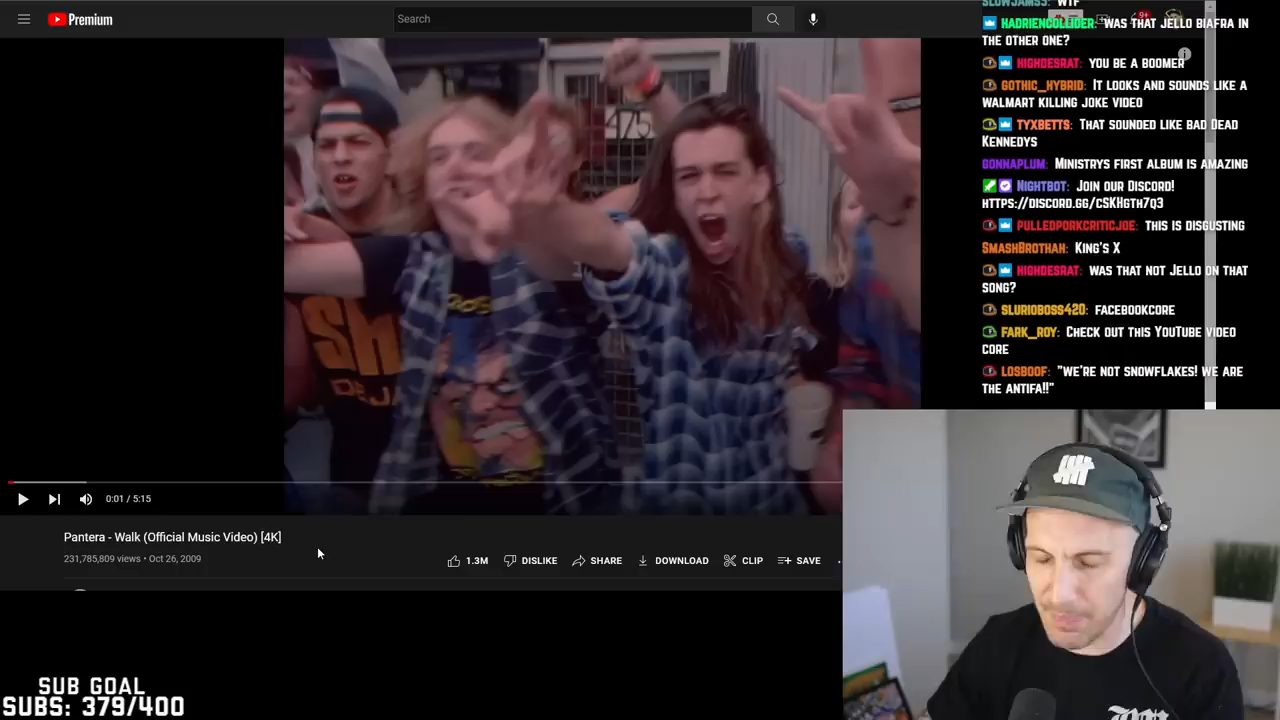 Premium
Search
SLOWJAMSS: WTF
9+
HADRIENCOLLIDER: WAS THAT JELLO BIAFRA IN
THE OTHER ONE?
HIGHDESRAT: YOU BE A BOOMER
GOTHIC_HYBRID: IT LOOKS AND SOUNDS LIKE A
WALMART KILLING JOKE VIDEO
TYXBETTS: THAT SOUNDED LIKE BAD DEAD
KENNEDYS
GONNAPLUM: MINISTRYS FIRST ALBUM IS AMAZING
NIGHTBOT: JOIN OUR DISCORD!
HTTPS://DISCORD.GG/CSKHGTH7Q3
PULLEDPORKCRITICJOE: THIS IS DISGUSTING
SMASHBROTHAH: KING'S X
HIGHDESRAT: WAS THAT NOT JELLO ON THAT
SONG?
SLURIOBOSS420: FACEBOOKCORE
FARK_ROY: CHECK OUT THIS YOUTUBE VIDEO
CORE
LOSBOOF: "WE'RE NOT SNOWFLAKES! WE ARE
THE ANTIFA!!"
475
0:01 / 5:15
Pantera - Walk (Official Music Video) [4K]
231,785,809 views • Oct 26, 2009
1.3M
DISLIKE
SHARE
DOWNLOAD
CLIP
SAVE
SUB GOAL
SUBS: 379/400